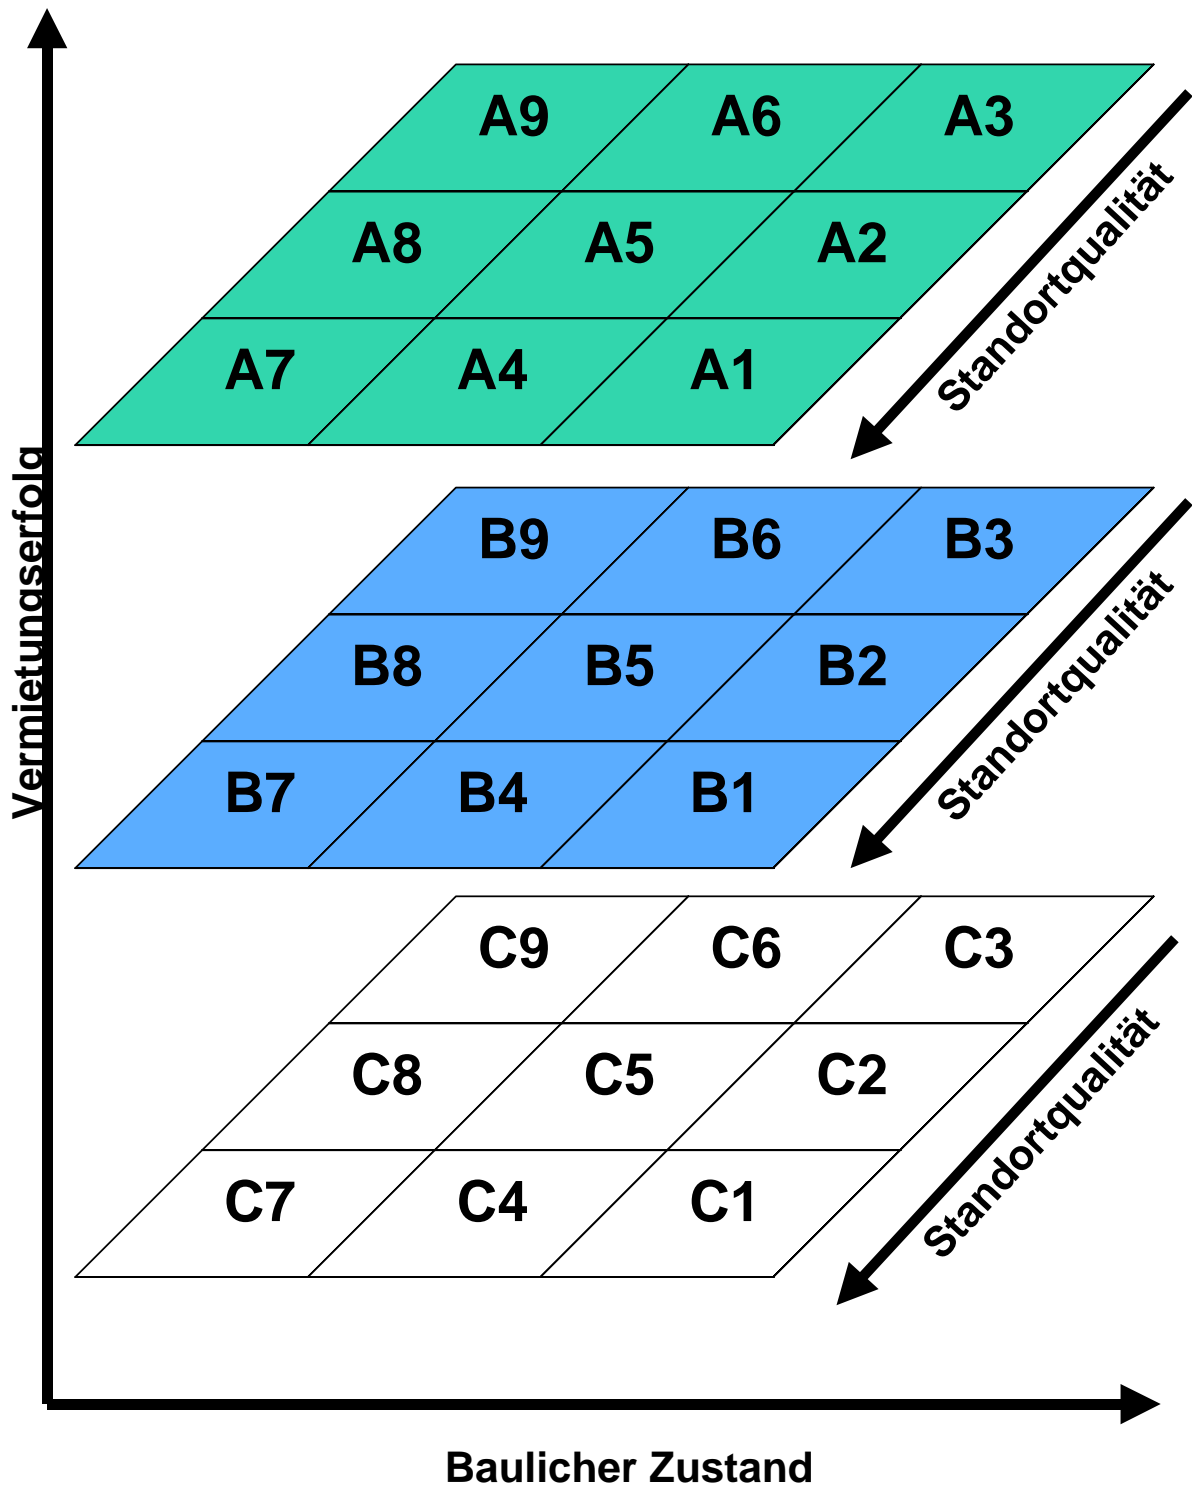 A9 A6 A3
A8 A5 A2
A7 A4 A1
Standortqualität
Vermietungserfolg
B9 B6 B3
B8 B5 B2
B7 B4 B1
Standortqualität
C9 C6 C3
C8 C5 C2
C7 C4 C1
Standortqualität
Baulicher Zustand